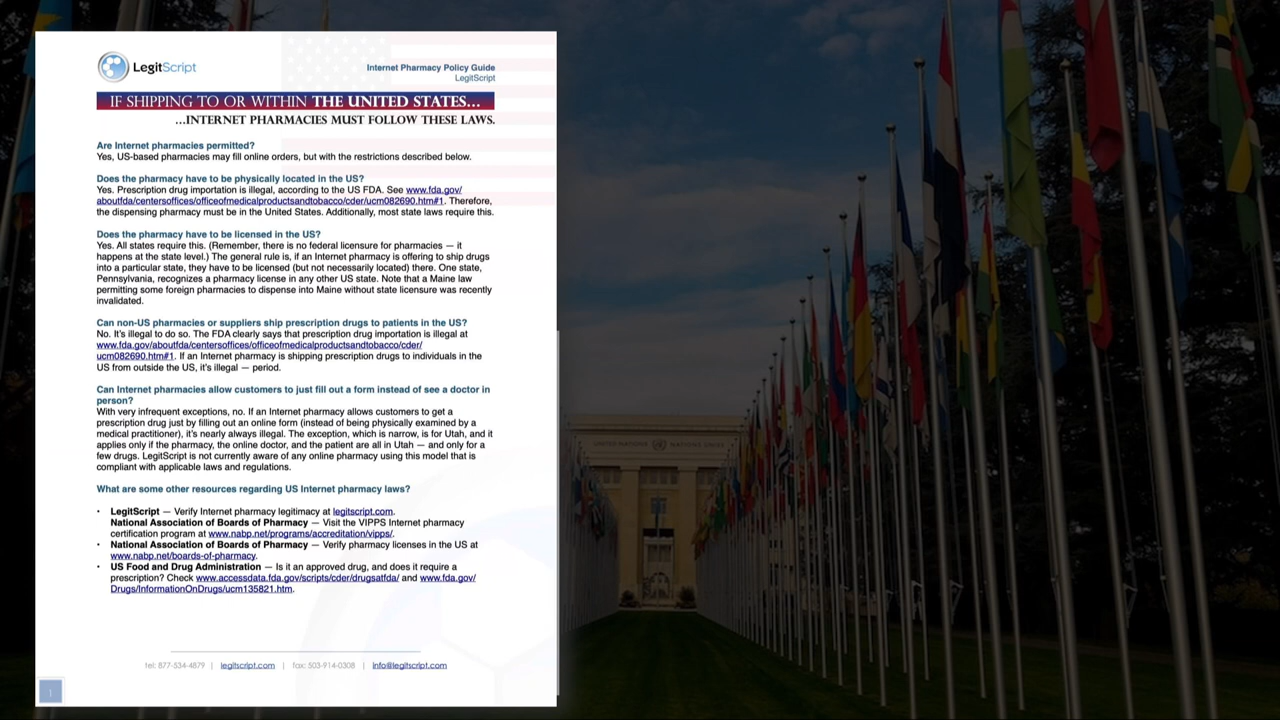 LegitScript
Internet Pharmacy Policy Guide
LegitScript
IF SHIPPING TO OR WITHIN THE UNITED STATES...
...INTERNET PHARMACIES MUST FOLLOW THESE LAWS.
Are Internet pharmacies permitted?
Yes, US-based pharmacies may fill online orders, but with the restrictions described below.
Does the pharmacy have to be physically located in the US?
Yes. Prescription drug importation is illegal, according to the US FDA. See www.fda.gov/
aboutfda/centersoffices/officeofmedicalproductsandtobacco/cder/ucm082690.htm#1. Therefore,
the dispensing pharmacy must be in the United States. Additionally, most state laws require this.
Does the pharmacy have to be licensed in the US?
Yes. All states require this. (Remember, there is no federal licensure for pharmacies — it
happens at the state level.) The general rule is, if an Internet pharmacy is offering to ship drugs
into a particular state, they have to be licensed (but not necessarily located) there. One state,
Pennsylvania, recognizes a pharmacy license in any other US state. Note that a Maine law
permitting some foreign pharmacies to dispense into Maine without state licensure was recently
invalidated.
Can non-US pharmacies or suppliers ship prescription drugs to patients in the US?
No. It's illegal to do so. The FDA clearly says that prescription drug importation is illegal at
www.fda.gov/aboutfda/centersoffices/officeofmedicalproductsandtobacco/cder/
ucm082690.htm#1. If an Internet pharmacy is shipping prescription drugs to individuals in the
US from outside the US, it's illegal — period.
Can Internet pharmacies allow customers to just fill out a form instead of see a doctor in
person?
With very infrequent exceptions, no. If an Internet pharmacy allows customers to get a
prescription drug just by filling out an online form (instead of being physically examined by a
medical practitioner), it's nearly always illegal. The exception, which is narrow, is for Utah, and it
applies only if the pharmacy, the online doctor, and the patient are all in Utah — and only for a
few drugs. LegitScript is not currently aware of any online pharmacy using this model that is
compliant with applicable laws and regulations.
What are some other resources regarding US Internet pharmacy laws?
• LegitScript — Verify Internet pharmacy legitimacy at legitscript.com.
National Association of Boards of Pharmacy — Visit the VIPPS Internet pharmacy
certification program at www.nabp.net/programs/accreditation/vipps/.
• National Association of Boards of Pharmacy — Verify pharmacy licenses in the US at
www.nabp.net/boards-of-pharmacy.
• US Food and Drug Administration — Is it an approved drug, and does it require a
prescription? Check www.accessdata.fda.gov/scripts/cder/drugsatfda/ and www.fda.gov/
Drugs/InformationOnDrugs/ucm135821.htm.
tel: 877-534-4879 | legitscript.com | fax: 503-914-0308 | info@legitscript.com
1
UNITED NATIONS NATIONS UNIES